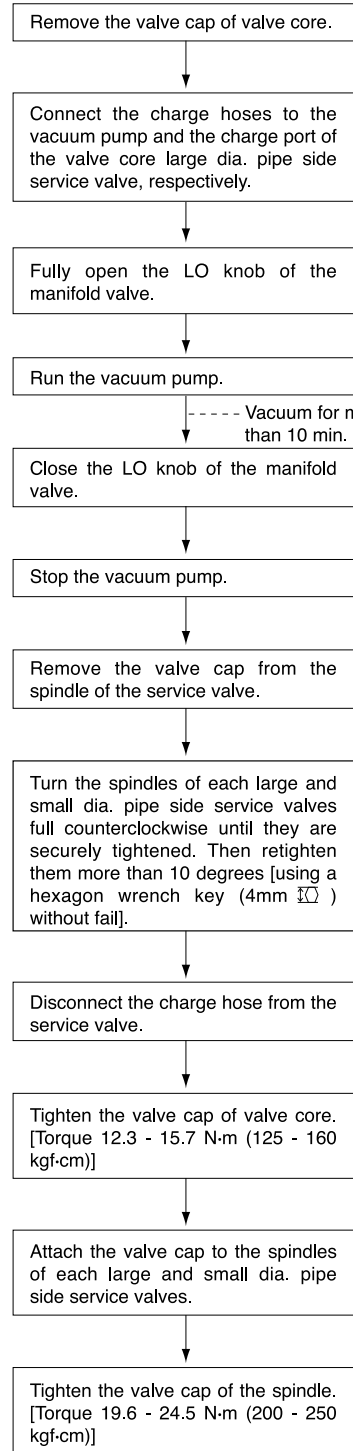 Remove the valve cap of valve core.
Connect the charge hoses to the
vacuum pump and the charge port of
the valve core large dia. pipe side
service valve, respectively.
Fully open the LO knob of the
manifold valve.
Run the vacuum pump.
Vacuum for
than 10 min.
Close the LO knob of the manifold
valve.
Stop the vacuum pump.
Remove the valve cap from the
spindle of the service valve.
Turn the spindles of each large and
small dia. pipe side service valves
full counterclockwise until they are
securely tightened. Then retighten
them more than 10 degrees [using a
hexagon wrench key (4mm )
without fail].
Disconnect the charge hose from the
service valve.
Tighten the valve cap of valve core.
[Torque 12.3 - 15.7 N·m (125 - 160
kgf·cm)]
Attach the valve cap to the spindles
of each large and small dia. pipe
side service valves.
Tighten the valve cap of the spindle.
[Torque 19.6 - 24.5 N·m (200 - 250
kgf·cm)]